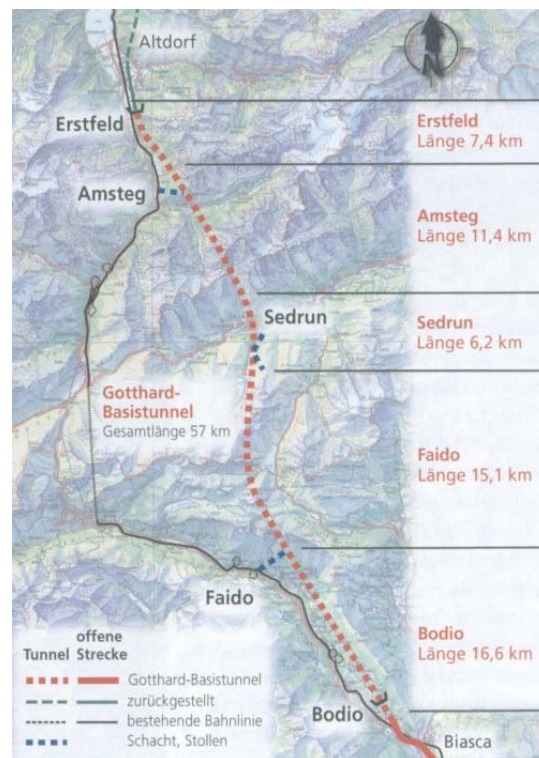 Altdorf
N
Erstfeld
Erstfeld
Länge 7,4 km
Amsteg
Amsteg
Länge 11,4 km
Sedrun
Sedrun
Länge 6,2 km
Gotthard-
Basistunnel
Gesamtlänge 57 km
Faido
Länge 15,1 km
Faido
Bodio
Länge 16,6 km
offene
Tunnel Strecke
Gotthard-Basistunnel
zurückgestellt
bestehende Bahnlinie
Schacht, Stollen
Bodio
Biasca